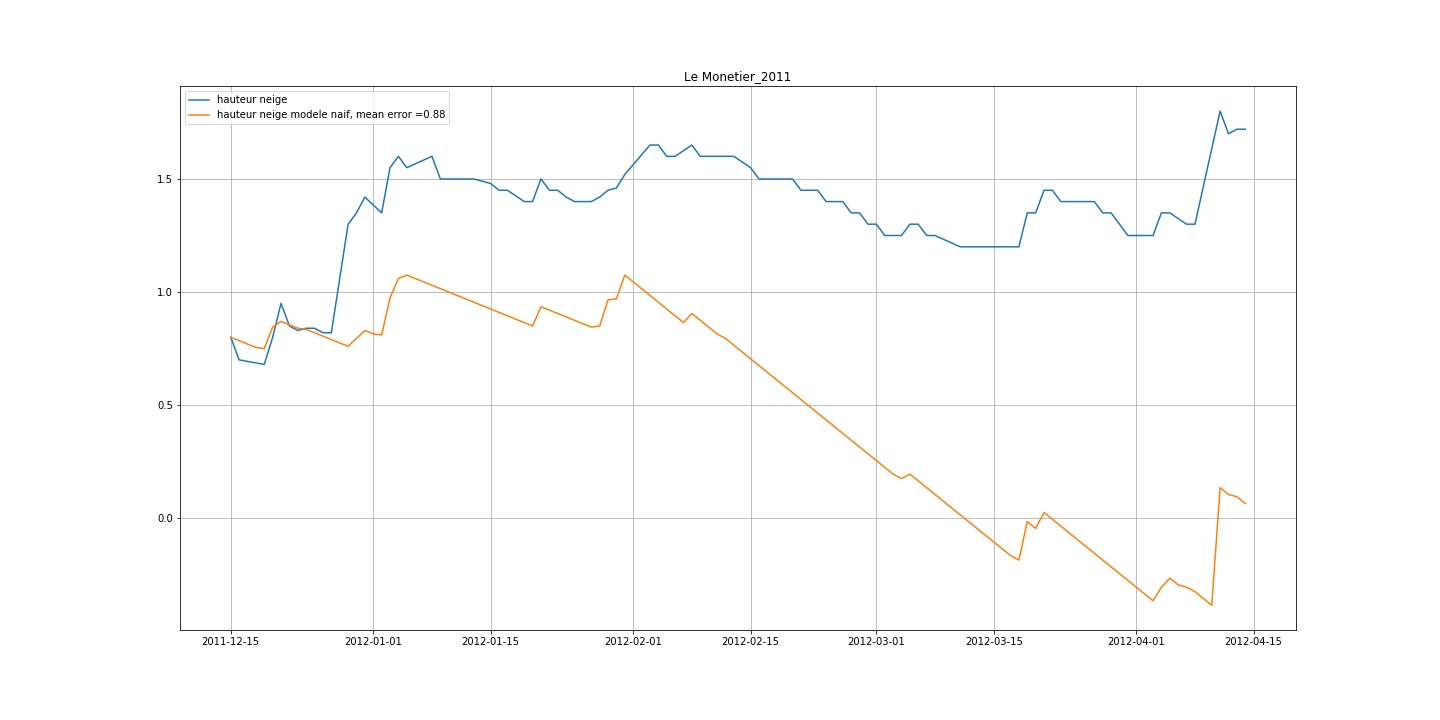 Le Monetier_2011
hauteur neige
hauteur neige modele naif, mean error =0.88
1.5
1.0
0.5
0.0
2011-12-15 2012-01-01 2012-01-15 2012-02-01 2012-02-15 2012-03-01 2012-03-15 2012-04-01 2012-04-15